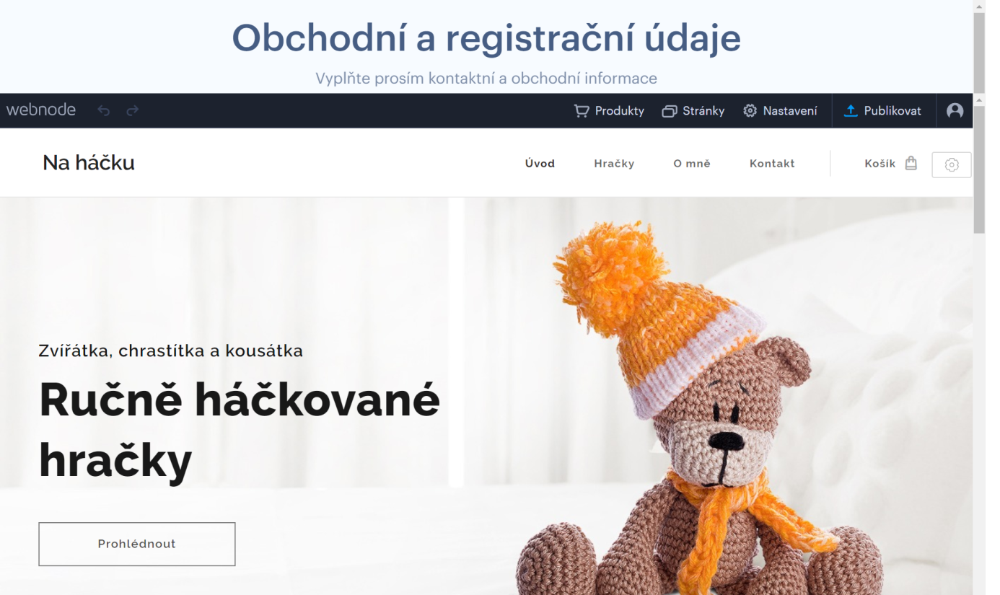 Obchodní a registrační údaje
Vyplňte prosím kontaktní a obchodní informace
webnode Produkty Stránky Nastavení Publikovat
Na háčku Úvod Hračky O mně Kontakt Košík
Zvířátka, chrastítka a kousátka
Ručně háčkované
hračky
Prohlédnout